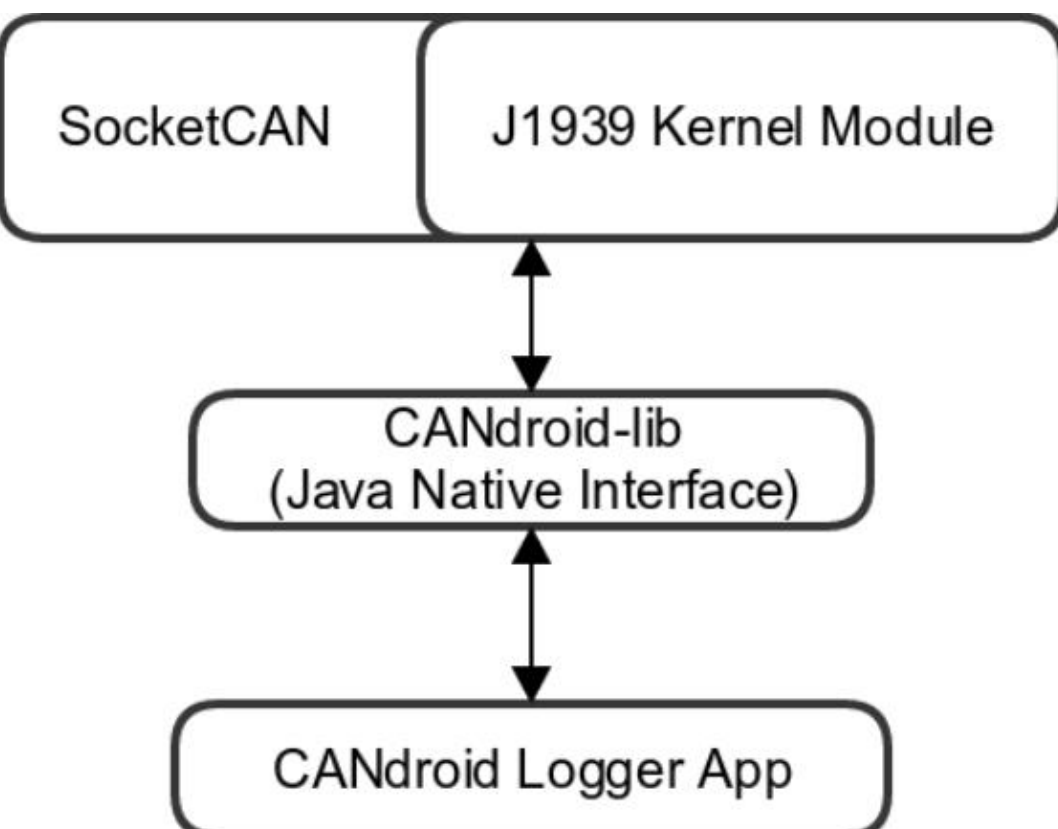 SocketCAN
J1939 Kernel Module
CANdroid-lib
(Java Native Interface)
CANdroid Logger App